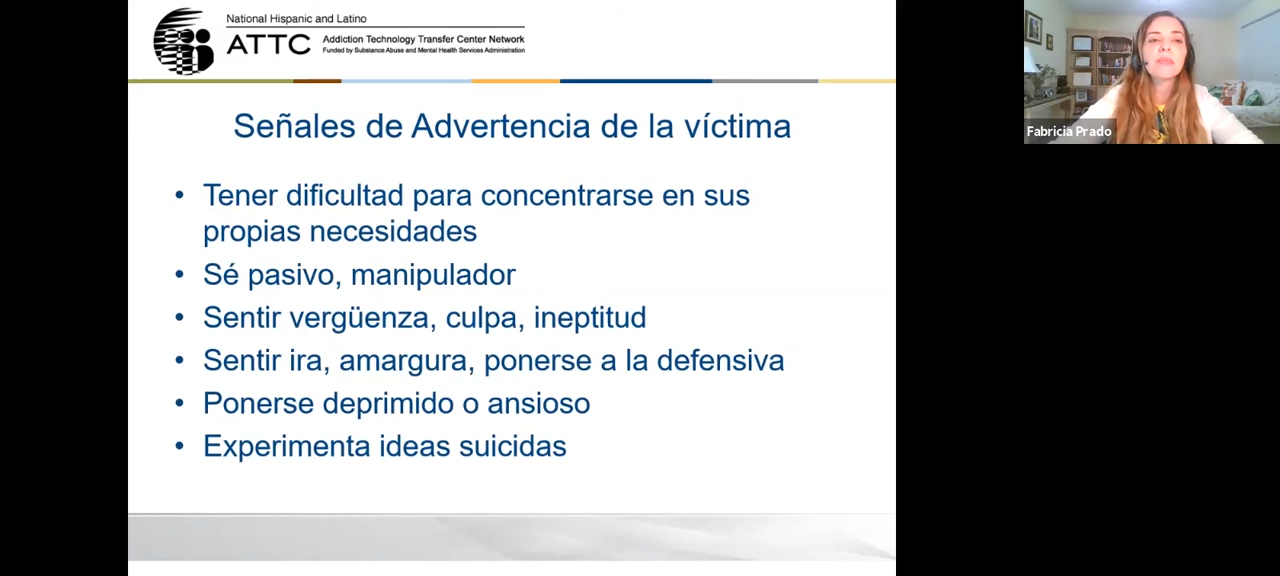 National Hispanic and Latino
ATTC
Addiction Technology Transfer Center Network
Funded by Substance Abuse and Mental Health Services Administration
Señales de Advertencia de la víctima
• Tener dificultad para concentrarse en sus
propias necesidades
• Sé pasivo, manipulador
• Sentir vergüenza, culpa, ineptitud
• Sentir ira, amargura, ponerse a la defensiva
• Ponerse deprimido o ansioso
• Experimenta ideas suicidas
Fabricia Prado